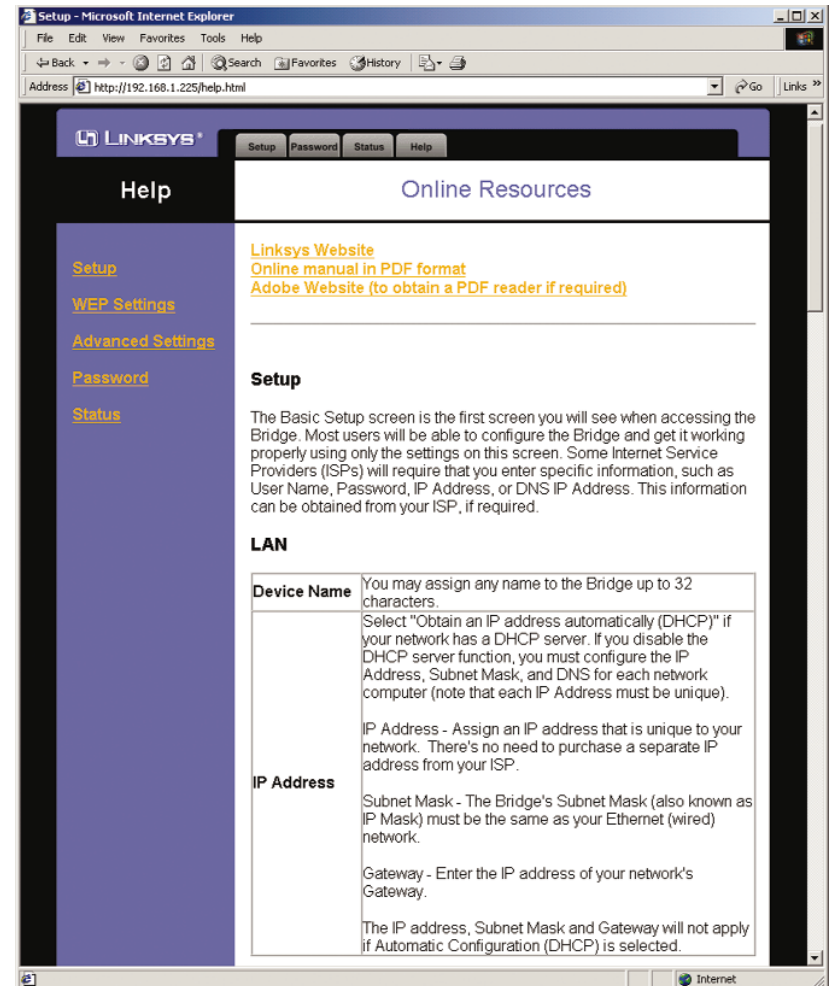 Setup - Microsoft Internet Explorer
File Edit View Favorites Tools Help
Back Search Favorites History
Address http://192.168.1.225/help.html Go Links »
LINKSYS®
Setup Password Status Help
Help
Online Resources
Setup
WEP Settings
Advanced Settings
Password
Status
Linksys Website
Online manual in PDF format
Adobe Website (to obtain a PDF reader if required)
Setup
The Basic Setup screen is the first screen you will see when accessing the
Bridge. Most users will be able to configure the Bridge and get it working
properly using only the settings on this screen. Some Internet Service
Providers (ISPs) will require that you enter specific information, such as
User Name, Password, IP Address, or DNS IP Address. This information
can be obtained from your ISP, if required.
LAN
Device Name
You may assign any name to the Bridge up to 32
characters.
IP Address
Select "Obtain an IP address automatically (DHCP)" if
your network has a DHCP server. If you disable the
DHCP server function, you must configure the IP
Address, Subnet Mask, and DNS for each network
computer (note that each IP Address must be unique).
IP Address - Assign an IP address that is unique to your
network. There's no need to purchase a separate IP
address from your ISP.
Subnet Mask - The Bridge's Subnet Mask (also known as
IP Mask) must be the same as your Ethernet (wired)
network.
Gateway - Enter the IP address of your network's
Gateway.
The IP address, Subnet Mask and Gateway will not apply
if Automatic Configuration (DHCP) is selected.
Internet